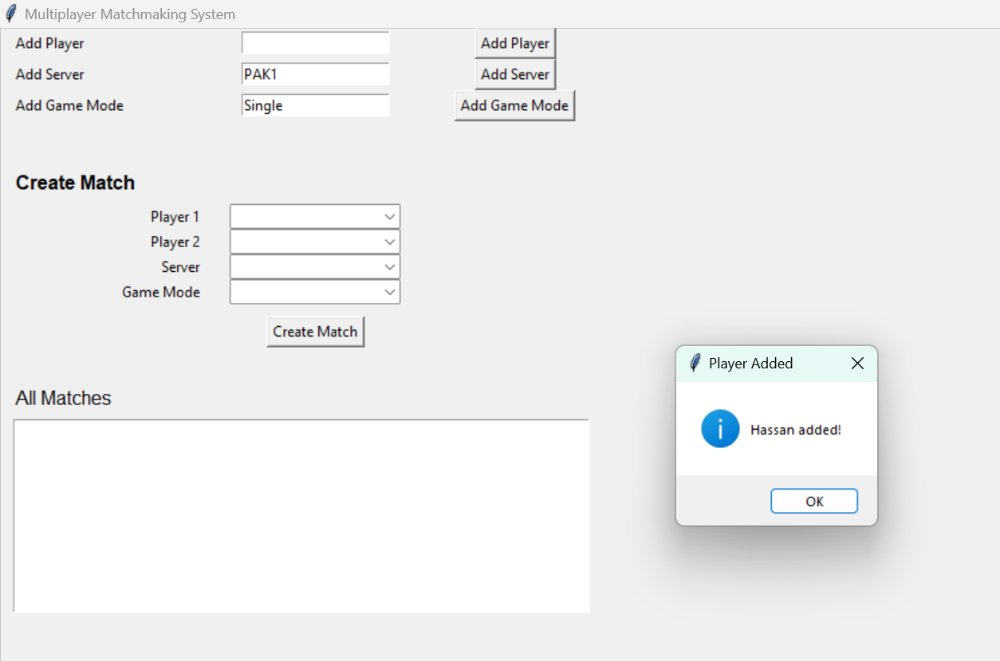 Multiplayer Matchmaking System
Add Player Add Player
Add Server PAK1 Add Server
Add Game Mode Single Add Game Mode
Create Match
Player 1
Player 2
Server
Game Mode
Create Match
Player Added
All Matches
Hassan added!
OK